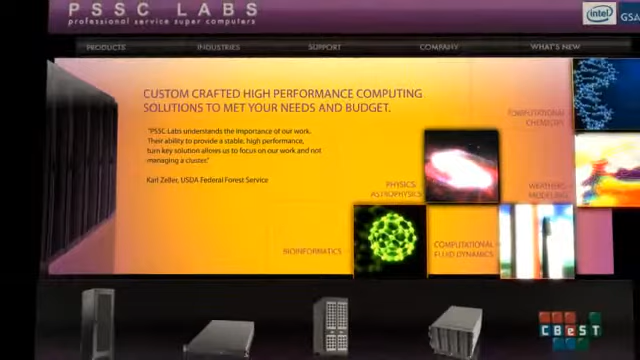 PSSC LABS
professional service super computers
intel
GSA
PRODUCTS
INDUSTRIES
SUPPORT
COMPANY
WHAT'S NEW
CUSTOM CRAFTED HIGH PERFORMANCE COMPUTING
SOLUTIONS TO MET YOUR NEEDS AND BUDGET.
"PSSC Labs understands the importance of our work.
Their ability to provide a stable, high performance,
turn key solution allows us to focus on our work and not
managing a cluster."
Karl Zeller, USDA Federal Forest Service
COMPUTATIONAL
CHEMISTRY
PHYSICS:
ASTROPHYSICS
WEATHER:
MODELING
BIOINFORMATICS
COMPUTATIONAL
FLUID DYNAMICS
CBeST